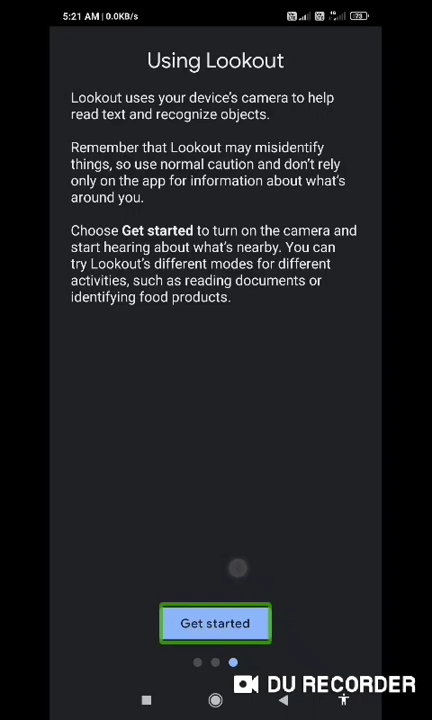 5:21 AM | 0.0KB/s
73
Using Lookout
Lookout uses your device's camera to help
read text and recognize objects.
Remember that Lookout may misidentify
things, so use normal caution and don't rely
only on the app for information about what's
around you.
Choose Get started to turn on the camera and
start hearing about what's nearby. You can
try Lookout's different modes for different
activities, such as reading documents or
identifying food products.
Get started
DU RECORDER